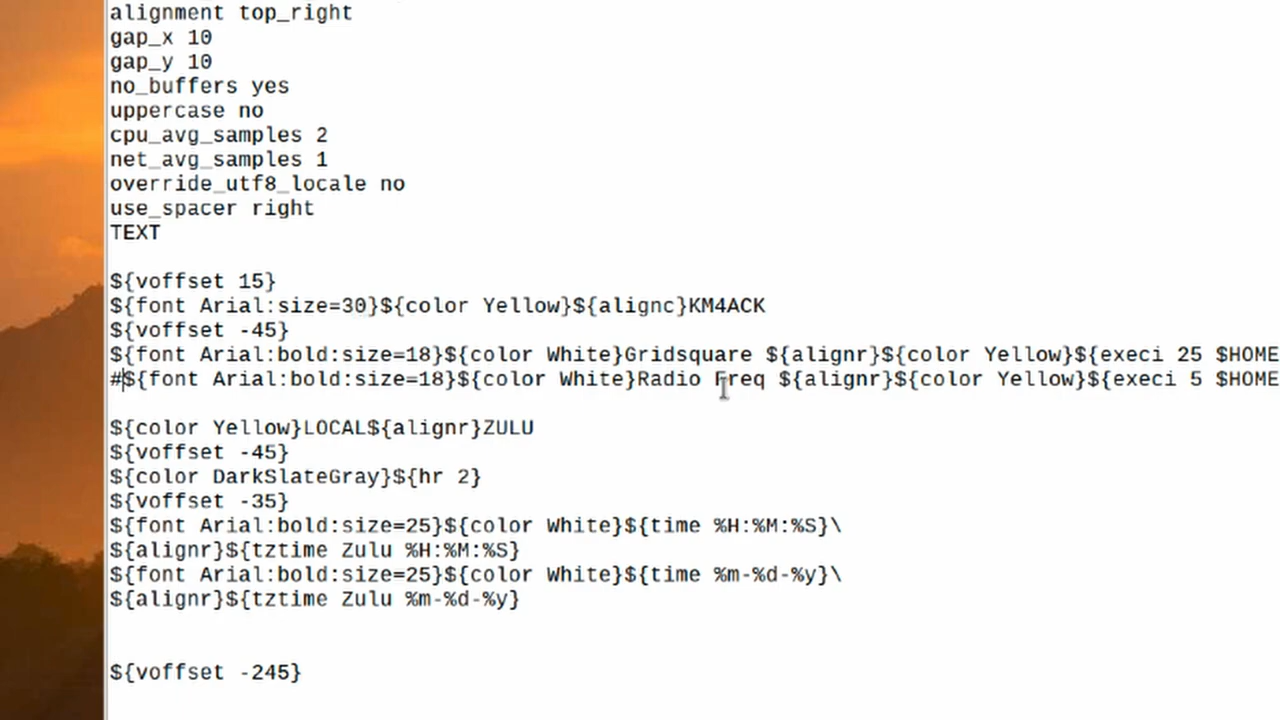 alignment top_right
gap_x 10
gap_y 10
no_buffers yes
uppercase no
cpu_avg_samples 2
net_avg_samples 1
override_utf8_locale no
use_spacer right
TEXT
${voffset 15}
${font Arial:size=30}${color Yellow}${alignc}KM4ACK
${voffset -45}
${font Arial:bold:size=18}${color White}Gridsquare ${alignr}${color Yellow}${execi 25 $HOME
#${font Arial:bold:size=18}${color White}Radio Freq ${alignr}${color Yellow}${execi 5 $HOME
${color Yellow}LOCAL${alignr}ZULU
${voffset -45}
${color DarkSlateGray}${hr 2}
${voffset -35}
${font Arial:bold:size=25}${color White}${time %H:%M:%S}\
${alignr}${tztime Zulu %H:%M:%S}
${font Arial:bold:size=25}${color White}${time %m-%d-%y}\
${alignr}${tztime Zulu %m-%d-%y}
${voffset -245}